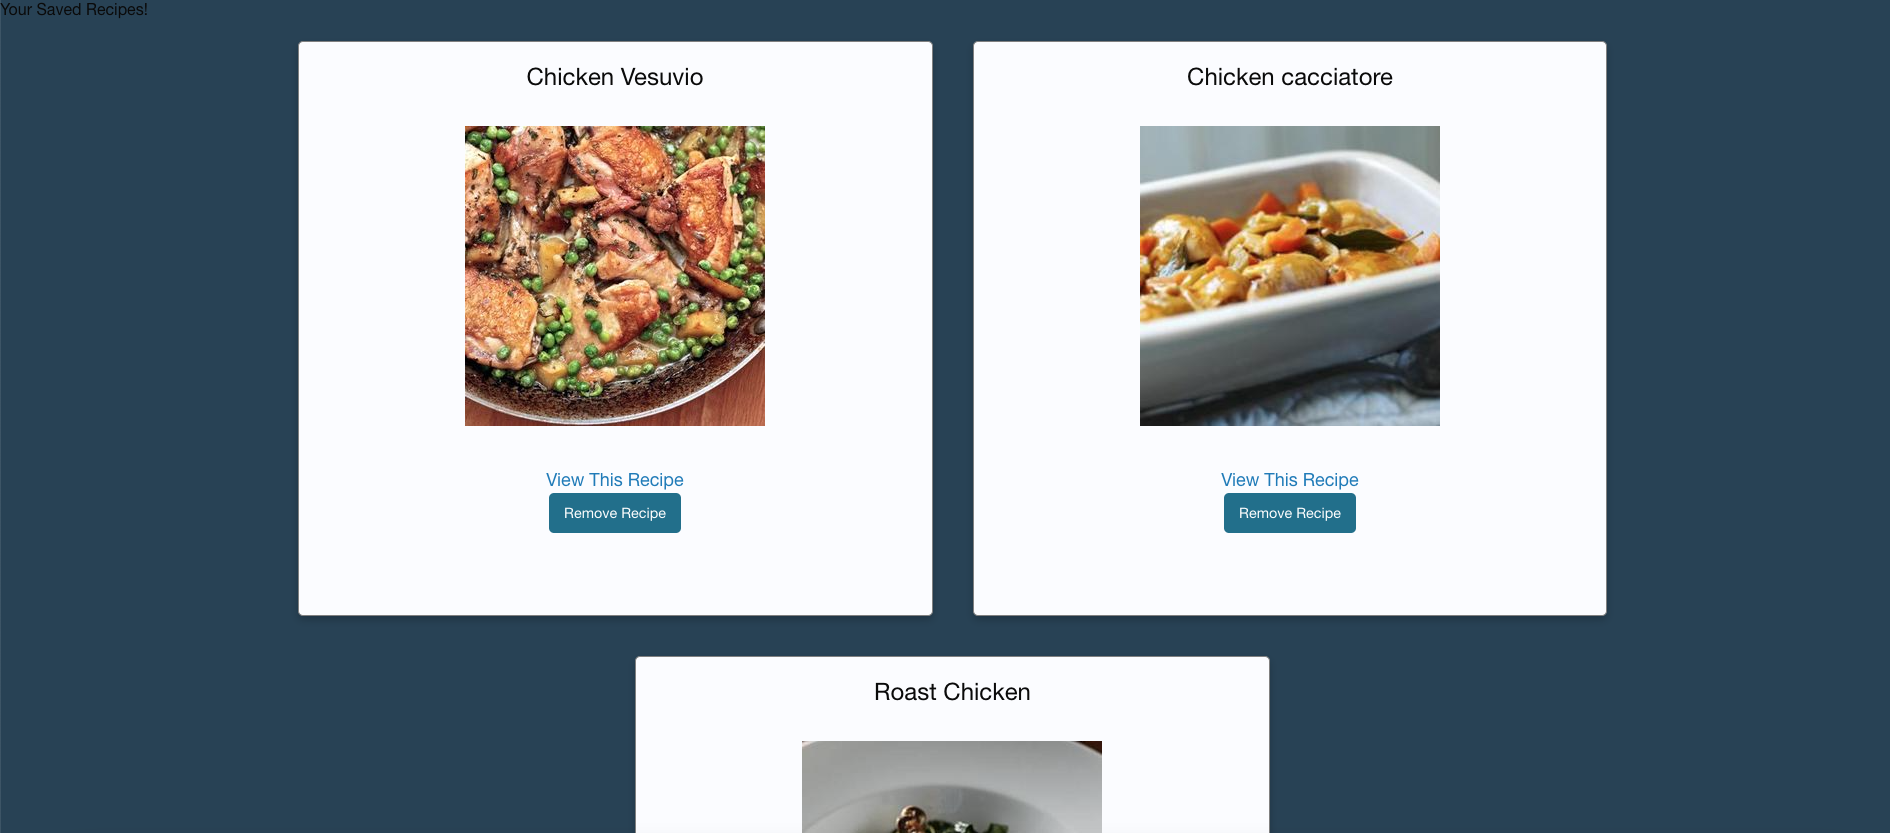 Your Saved Recipes!
Chicken Vesuvio
View This Recipe
Remove Recipe
Chicken cacciatore
View This Recipe
Remove Recipe
Roast Chicken